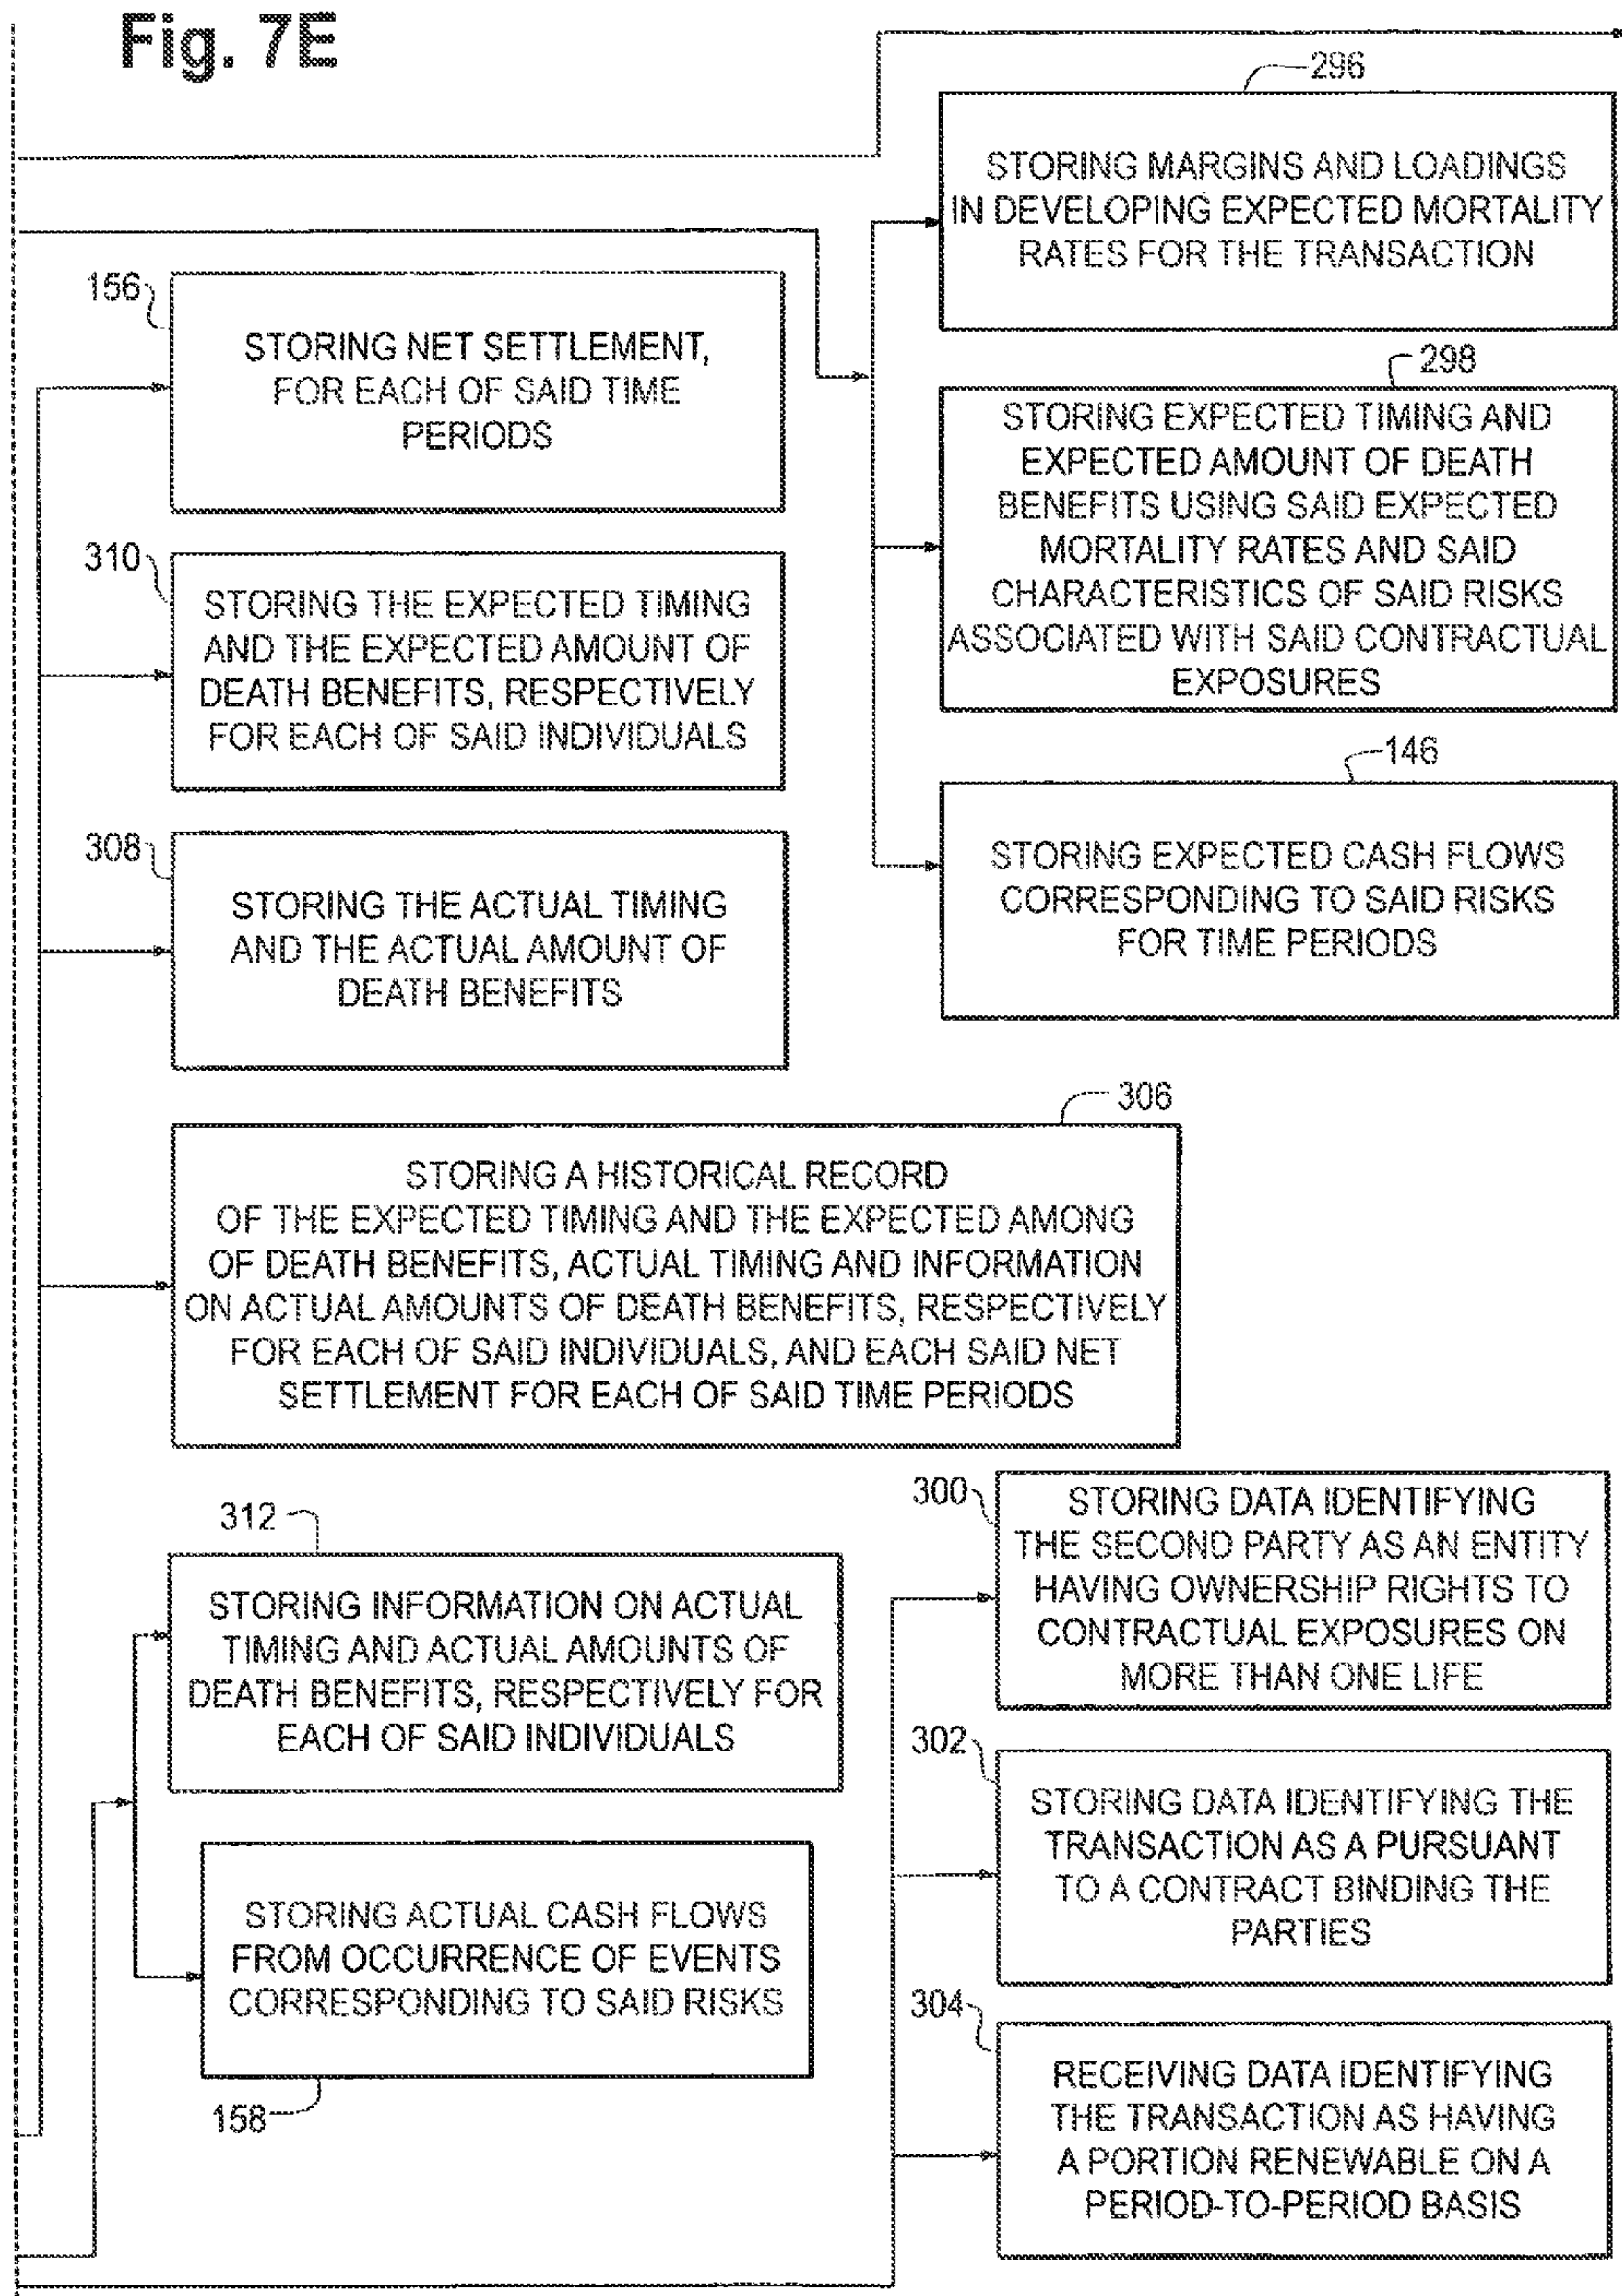 Fig. 7E
296
STORING MARGINS AND LOADINGS
IN DEVELOPING EXPECTED MORTALITY
RATES FOR THE TRANSACTION
156
STORING NET SETTLEMENT,
FOR EACH OF SAID TIME
PERIODS
298
STORING EXPECTED TIMING AND
EXPECTED AMOUNT OF DEATH
BENEFITS USING SAID EXPECTED
MORTALITY RATES AND SAID
CHARACTERISTICS OF SAID RISKS
ASSOCIATED WITH SAID CONTRACTUAL
EXPOSURES
310
STORING THE EXPECTED TIMING
AND THE EXPECTED AMOUNT OF
DEATH BENEFITS, RESPECTIVELY
FOR EACH OF SAID INDIVIDUALS
146
STORING EXPECTED CASH FLOWS
CORRESPONDING TO SAID RISKS
FOR TIME PERIODS
308
STORING THE ACTUAL TIMING
AND THE ACTUAL AMOUNT OF
DEATH BENEFITS
306
STORING A HISTORICAL RECORD
OF THE EXPECTED TIMING AND THE EXPECTED AMONG
OF DEATH BENEFITS, ACTUAL TIMING AND INFORMATION
ON ACTUAL AMOUNTS OF DEATH BENEFITS, RESPECTIVELY
FOR EACH OF SAID INDIVIDUALS, AND EACH SAID NET
SETTLEMENT FOR EACH OF SAID TIME PERIODS
312
STORING INFORMATION ON ACTUAL
TIMING AND ACTUAL AMOUNTS OF
DEATH BENEFITS, RESPECTIVELY FOR
EACH OF SAID INDIVIDUALS
STORING ACTUAL CASH FLOWS
FROM OCCURRENCE OF EVENTS
CORRESPONDING TO SAID RISKS
158
300
STORING DATA IDENTIFYING
THE SECOND PARTY AS AN ENTITY
HAVING OWNERSHIP RIGHTS TO
CONTRACTUAL EXPOSURES ON
MORE THAN ONE LIFE
302
STORING DATA IDENTIFYING THE
TRANSACTION AS A PURSUANT
TO A CONTRACT BINDING THE
PARTIES
304
RECEIVING DATA IDENTIFYING
THE TRANSACTION AS HAVING
A PORTION RENEWABLE ON A
PERIOD-TO-PERIOD BASIS